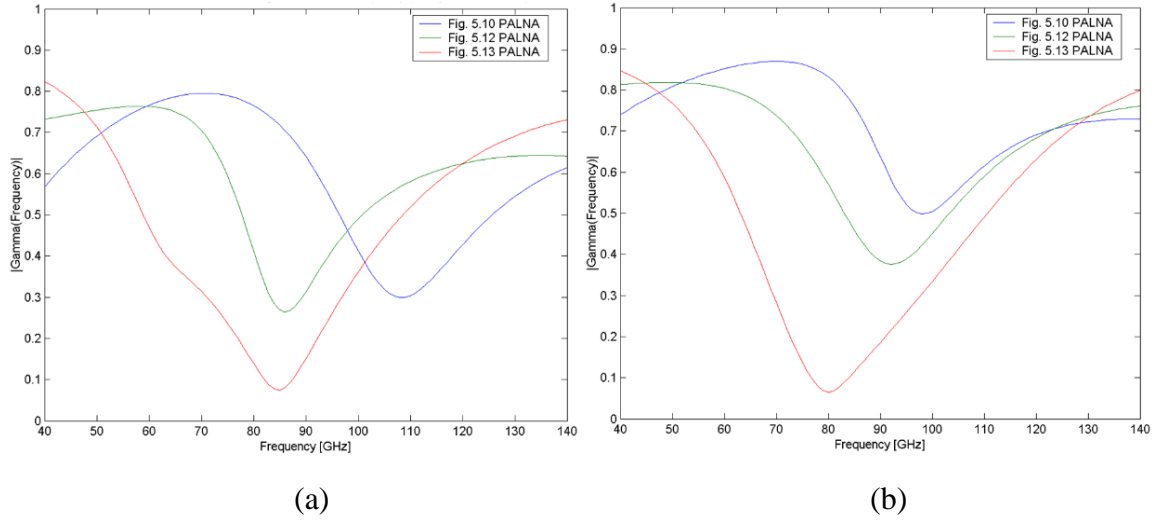 1
0.9
0.8
0.7
0.6
0.5
0.4
0.3
0.2
0.1
0
|Gamma(Frequency)|
Fig. 5.10 PALNA
Fig. 5.12 PALNA
Fig. 5.13 PALNA
40 50 60 70 80 90 100 110 120 130 140
Frequency [GHz]
(a)
1
0.9
0.8
0.7
0.6
0.5
0.4
0.3
0.2
0.1
0
|Gamma(Frequency)|
Fig. 5.10 PALNA
Fig. 5.12 PALNA
Fig. 5.13 PALNA
40 50 60 70 80 90 100 110 120 130 140
Frequency [GHz]
(b)